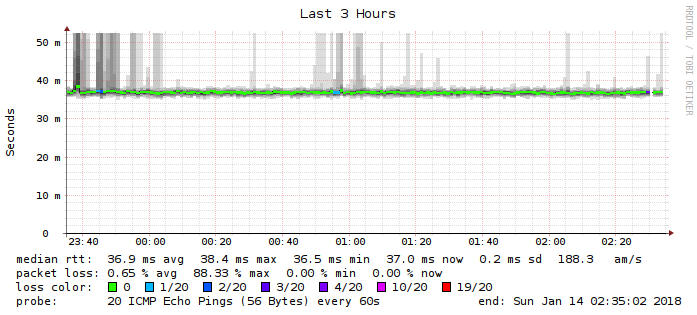 Last 3 Hours
RRDTOOL / TOBI OETIKER
Seconds
50 m
40 m
30 m
20 m
10 m
0
23:40 00:00 00:20 00:40 01:00 01:20 01:40 02:00 02:20
median rtt: 36.9 ms avg 38.4 ms max 36.5 ms min 37.0 ms now 0.2 ms sd 188.3 am/s
packet loss: 0.65 % avg 88.33 % max 0.00 % min 0.00 % now
loss color: 0 1/20 2/20 3/20 4/20 10/20 19/20
probe: 20 ICMP Echo Pings (56 Bytes) every 60s end: Sun Jan 14 02:35:02 2018